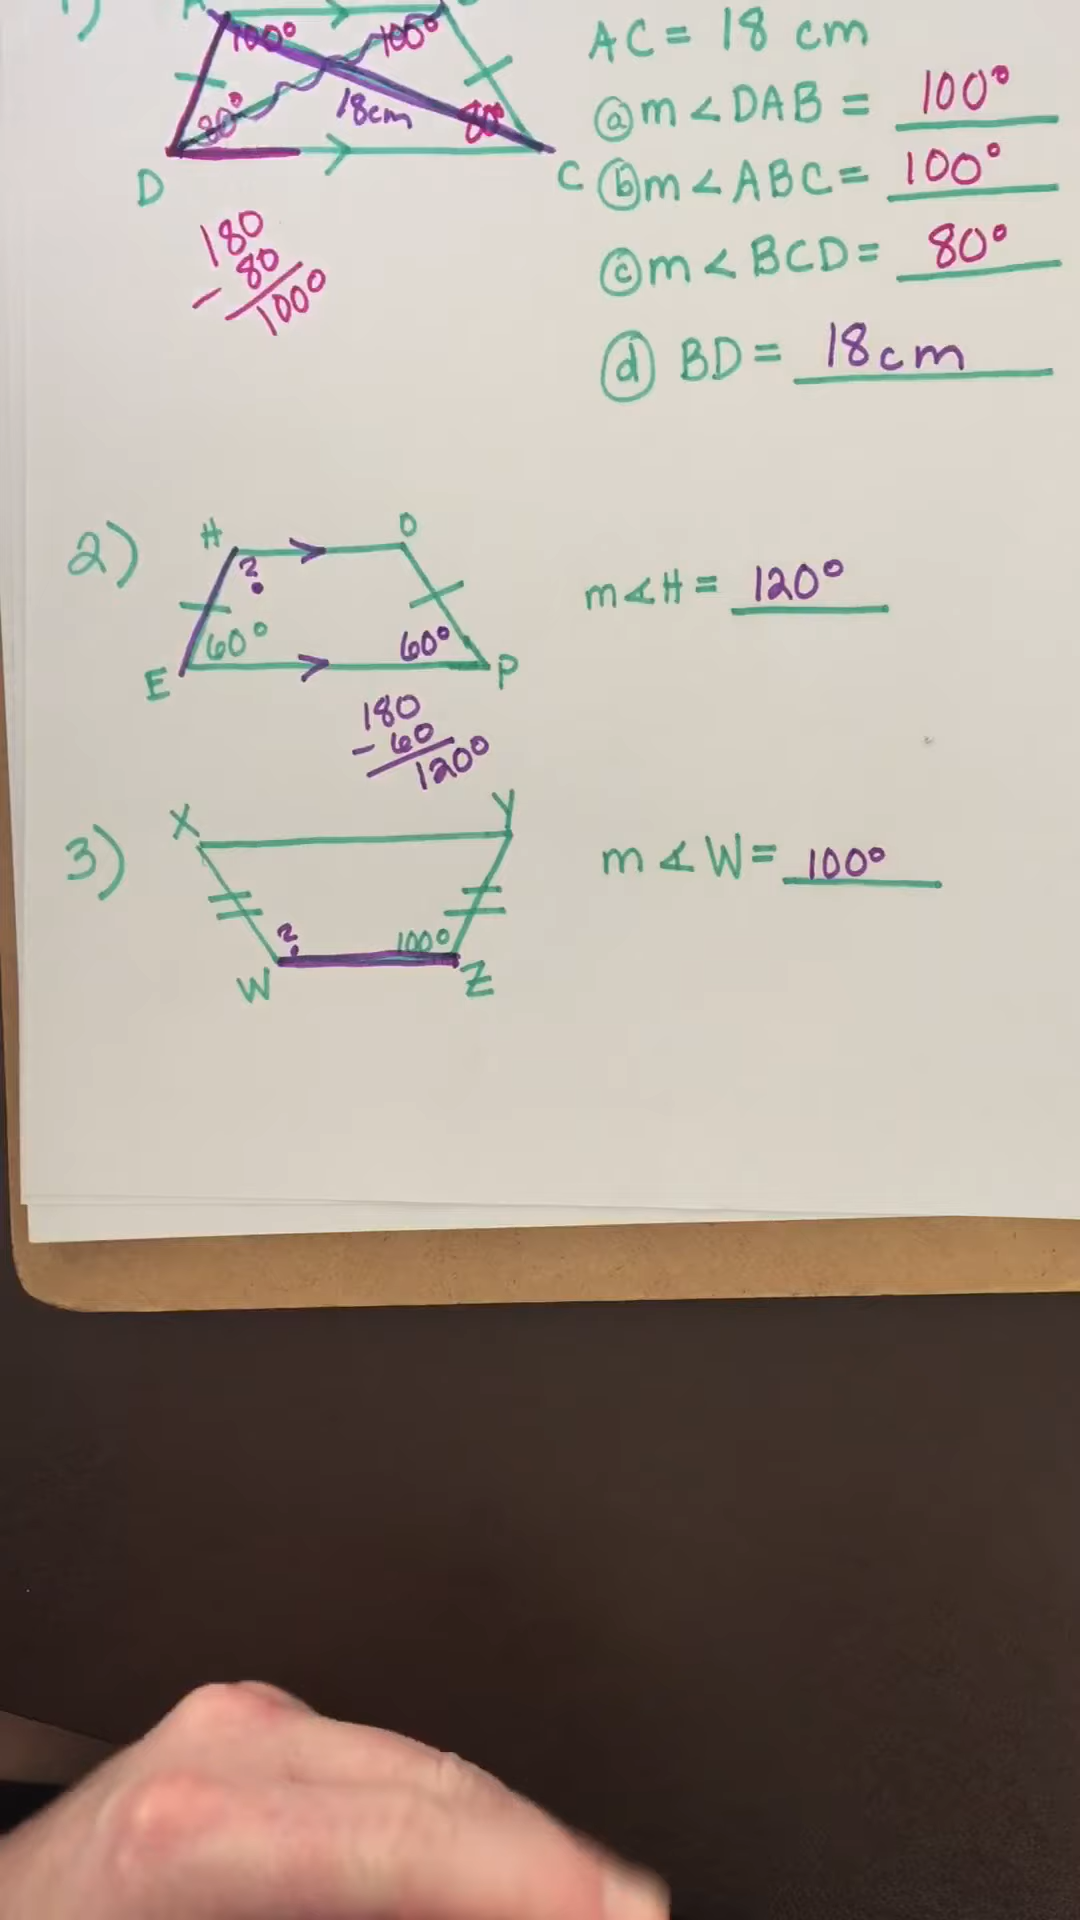 A
100°
100°
80°
18cm
80°
D
C
180
- 80
100°
AC = 18 cm
ⓐ m∢DAB = 100°
ⓑ m∢ABC = 100°
ⓒ m∢BCD = 80°
ⓓ BD = 18cm
2)
H
O
?
60°
60°
E
P
180
- 60
120°
m∢H = 120°
3)
X
Y
?
100°
W
Z
m∢W = 100°